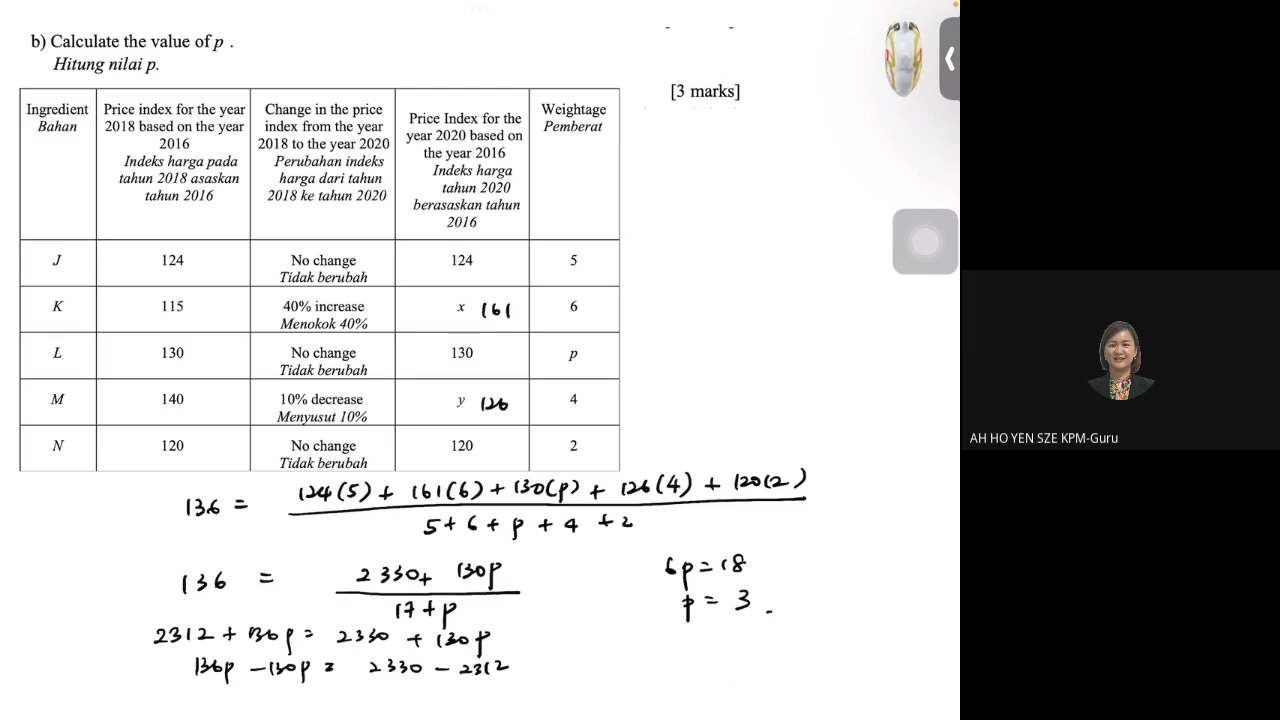 b) Calculate the value of p .
Hitung nilai p.
[3 marks]
Ingredient
Bahan
Price index for the year
2018 based on the year
2016
Indeks harga pada
tahun 2018 asaskan
tahun 2016
Change in the price
index from the year
2018 to the year 2020
Perubahan indeks
harga dari tahun
2018 ke tahun 2020
Price Index for the
year 2020 based on
the year 2016
Indeks harga
tahun 2020
berasaskan tahun
2016
Weightage
Pemberat
J 124 No change 124 5
Tidak berubah
K 115 40% increase x 161 6
Menokok 40%
L 130 No change 130 p
Tidak berubah
M 140 10% decrease y 126 4
Menyusut 10%
N 120 No change 120 2
Tidak berubah
124(5) + 161(6) + 130(p) + 126(4) + 120(2)
136 =
5 + 6 + p + 4 + 2
2330 + 130p
136 =
17 + p
2312 + 136p = 2330 + 130p
136p - 130p = 2330 - 2312
6p = 18
p = 3 .
AH HO YEN SZE KPM-Guru